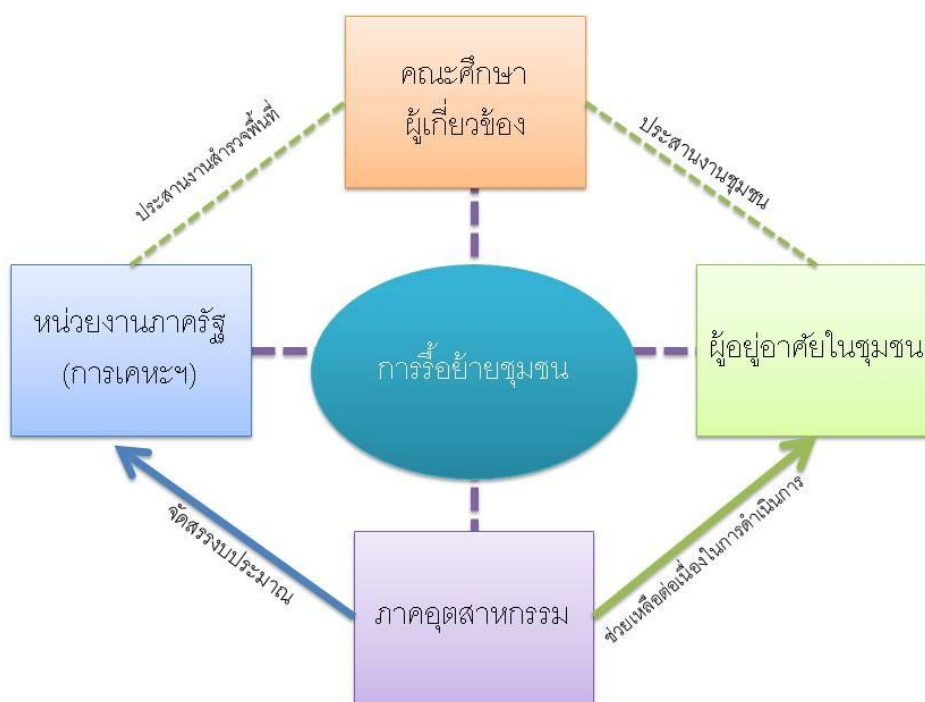 คณะศึกษา
ผู้เกี่ยวข้อง
ประสานงานสำรวจพื้นที่
ประสานงานชุมชน
หน่วยงานภาครัฐ
(การเคหะฯ)
การรื้อย้ายชุมชน
ผู้อยู่อาศัยในชุมชน
จัดสรรงบประมาณ
ช่วยเหลือต่อเนื่องในการดำเนินการ
ภาคอุตสาหกรรม